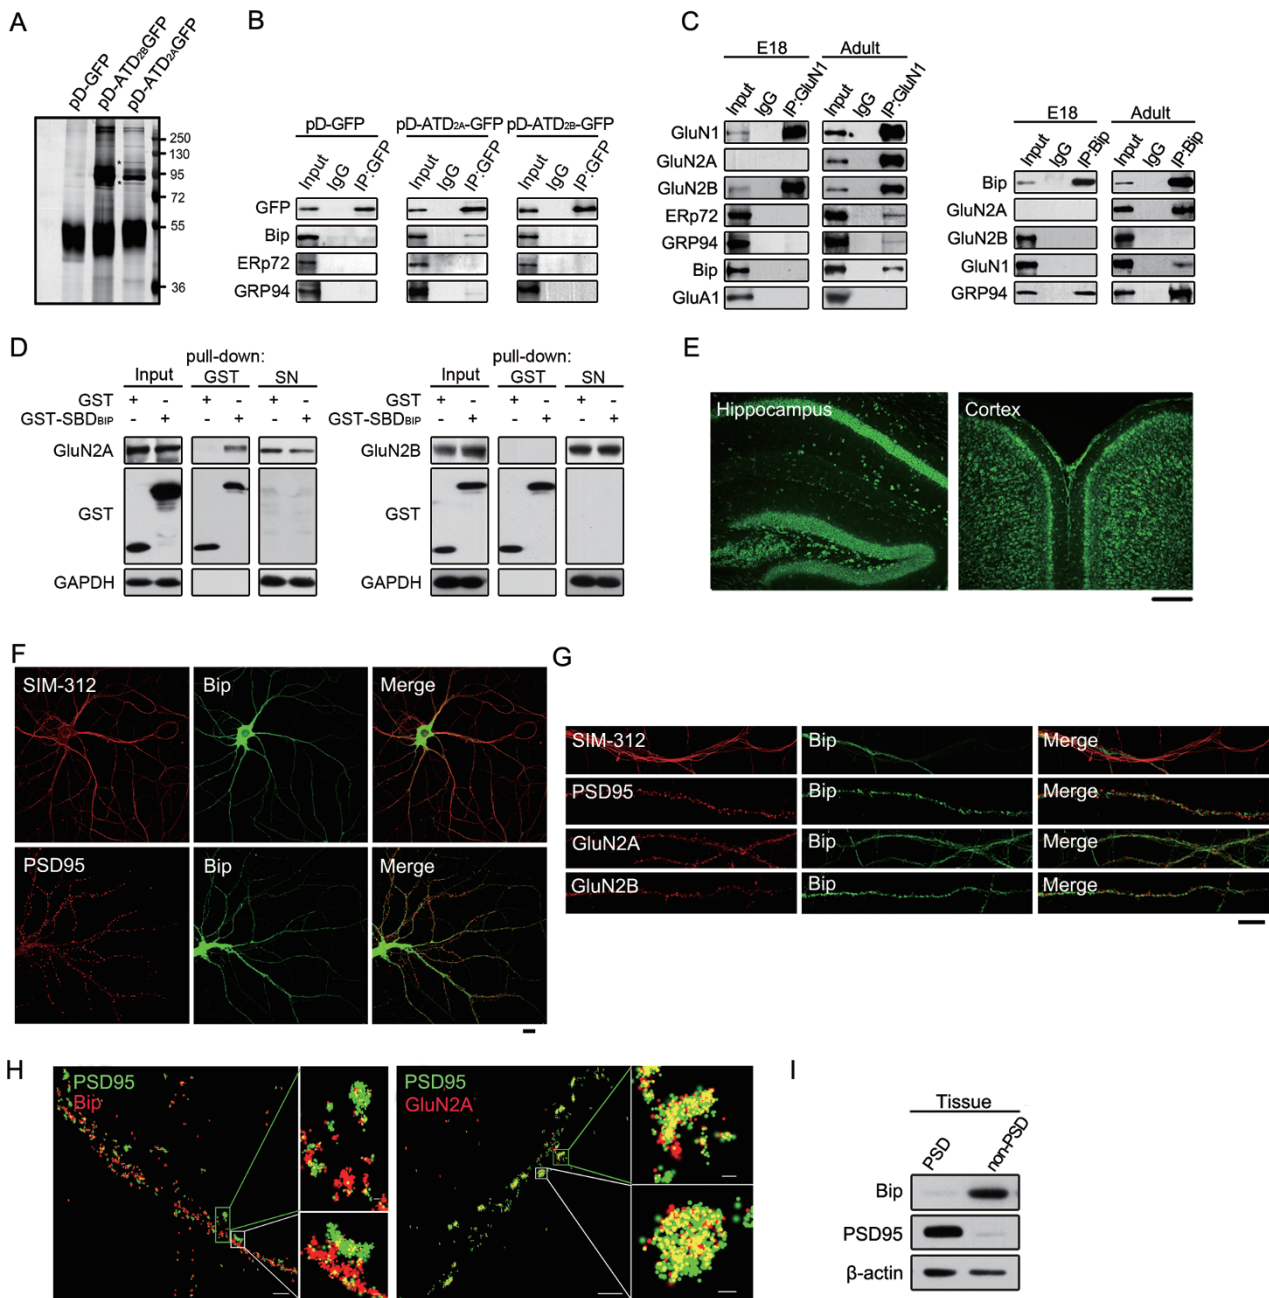 A
pD-GFP
pD-ATD2BGFP
pD-ATD2AGFP
250
130
95
72
55
36
*
*
B
pD-GFP
pD-ATD2A-GFP
pD-ATD2B-GFP
Input IgG IP:GFP
Input IgG IP:GFP
Input IgG IP:GFP
GFP
Bip
ERp72
GRP94
C
E18
Adult
Input IgG IP:GluN1
Input IgG IP:GluN1
GluN1
GluN2A
GluN2B
ERp72
GRP94
Bip
GluA1
E18
Adult
Input IgG IP:Bip
Input IgG IP:Bip
Bip
GluN2A
GluN2B
GluN1
GRP94
D
pull-down:
Input GST SN
GST + - + - + -
GST-SBDBIP - + - + - +
GluN2A
GST
GAPDH
pull-down:
Input GST SN
GST + - + - + -
GST-SBDBIP - + - + - +
GluN2B
GST
GAPDH
E
Hippocampus
Cortex
F
SIM-312 Bip Merge
PSD95 Bip Merge
G
SIM-312 Bip Merge
PSD95 Bip Merge
GluN2A Bip Merge
GluN2B Bip Merge
H
PSD95
Bip
PSD95
GluN2A
I
Tissue
PSD non-PSD
Bip
PSD95
β-actin